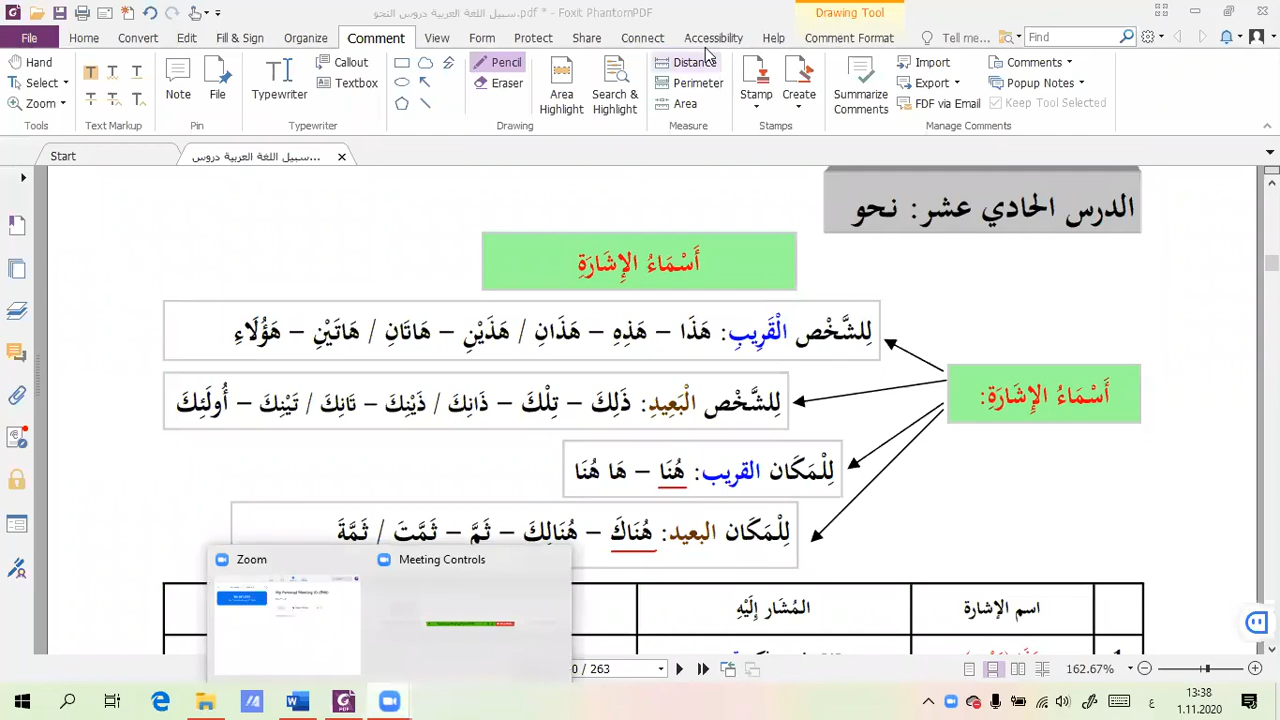 سبيل اللغة العربية دروس النحو.pdf * - Foxit PhantomPDF
Drawing Tool
File Home Convert Edit Fill & Sign Organize Comment View Form Protect Share Connect Accessibility Help Comment Format Tell me... Find
Hand Select Zoom
Tools
Text Markup
Note File
Pin
Typewriter Callout Textbox
Typewriter
Pencil Eraser Area Highlight Search & Highlight
Drawing
Distance Perimeter Area
Measure
Stamp Create
Stamps
Summarize Comments Import Export FDF via Email Comments Popup Notes Keep Tool Selected
Manage Comments
Start
سبيل اللغة العربية دروس...
الدرس الحادي عشر: نحو
أَسْمَاءُ الإِشَارَةِ
أَسْمَاءُ الإِشَارَةِ:
لِلشَّخْص الْقَرِيبِ: هَذَا – هَذِهِ – هَذَانِ / هَذَيْنِ – هَاتَانِ / هَاتَيْنِ – هَؤُلَاءِ
لِلشَّخْص الْبَعِيدِ: ذَلِكَ – تِلْكَ – ذَانِكَ / ذَيْنِكَ – تَانِكَ / تَيْنِكَ – أُولَئِكَ
لِلْمَكَان القريب: هُنَا – هَا هُنَا
لِلْمَكَان البعيد: هُنَاكَ – هُنَالِكَ – ثَمَّ – ثَمَّتَ / ثَمَّةَ
اسم الإشارة المُشَار إِلَيْهِ
Zoom Meeting Controls
/ 263
162.67%
13:38
1.11.2020
ع